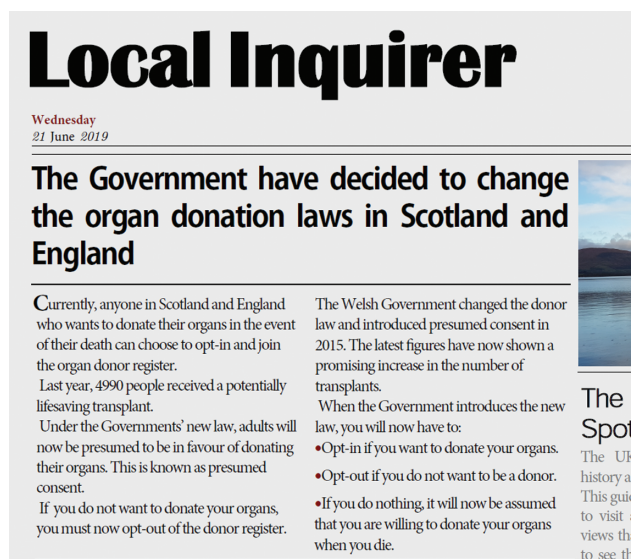 Local Inquirer
Wednesday
21 June 2019
The Government have decided to change
the organ donation laws in Scotland and
England
Currently, anyone in Scotland and England
who wants to donate their organs in the event
of their death can choose to opt-in and join
the organ donor register.
Last year, 4990 people received a potentially
lifesaving transplant.
Under the Governments' new law, adults will
now be presumed to be in favour of donating
their organs. This is known as presumed
consent.
If you do not want to donate your organs,
you must now opt-out of the donor register.
The Welsh Government changed the donor
law and introduced presumed consent in
2015. The latest figures have now shown a
promising increase in the number of
transplants.
When the Government introduces the new
law, you will now have to:
•Opt-in if you want to donate your organs.
•Opt-out if you do not want to be a donor.
•If you do nothing, it will now be assumed
that you are willing to donate your organs
when you die.
The
Spot
The UK
history a
This guid
to visit
views tha
to see th